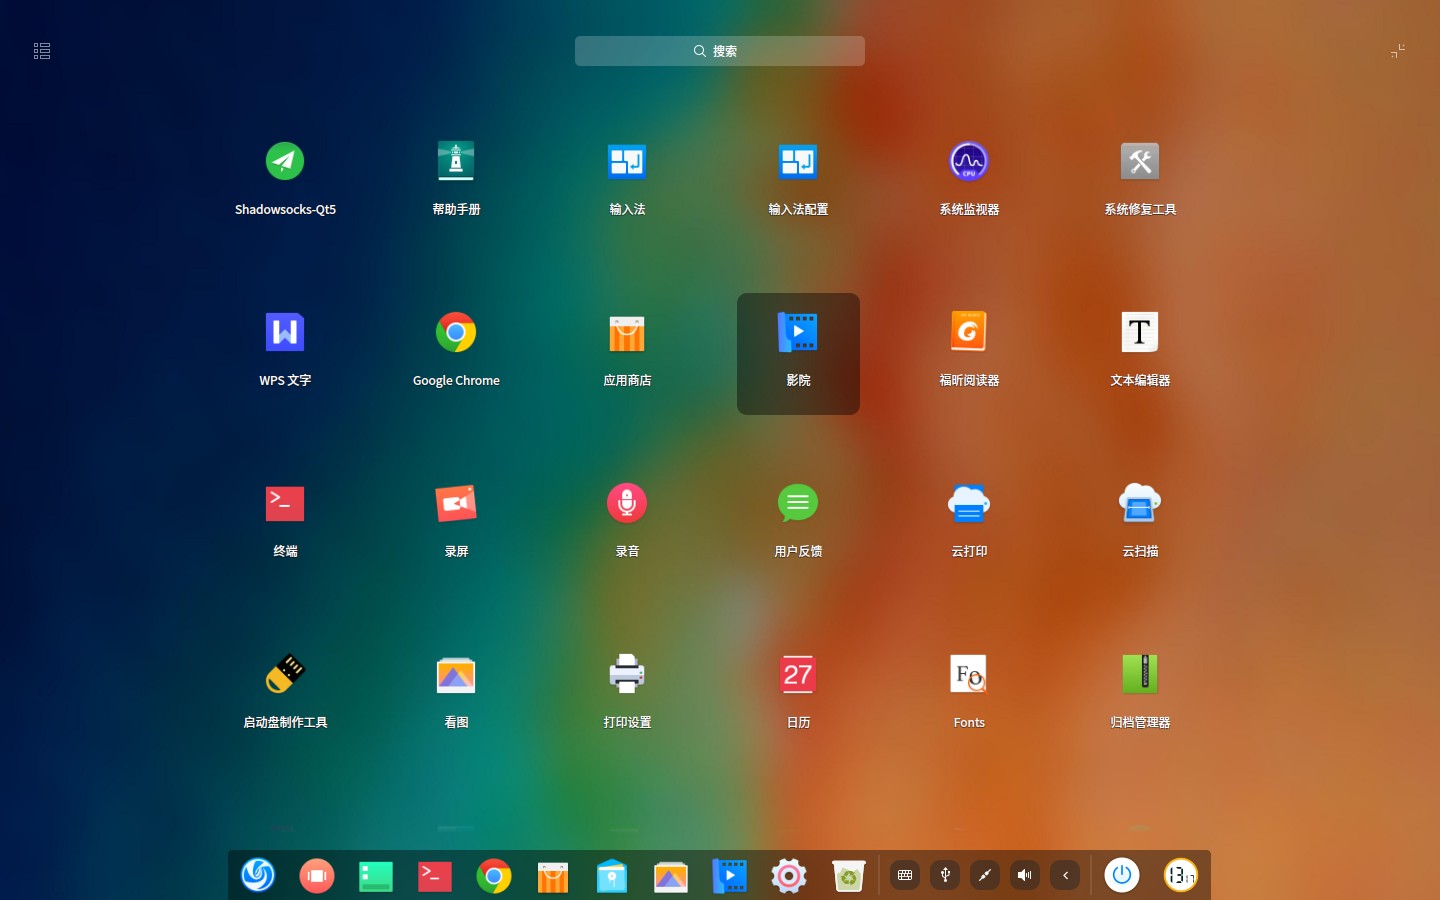 搜索
Shadowsocks-Qt5
帮助手册
输入法
输入法配置
CPU
系统监视器
系统修复工具
W
WPS 文字
Google Chrome
应用商店
影院
福昕阅读器
T
文本编辑器
>_
终端
录屏
录音
用户反馈
云打印
云扫描
启动盘制作工具
看图
打印设置
27
日历
Fo
Fonts
归档管理器
>_
13:17